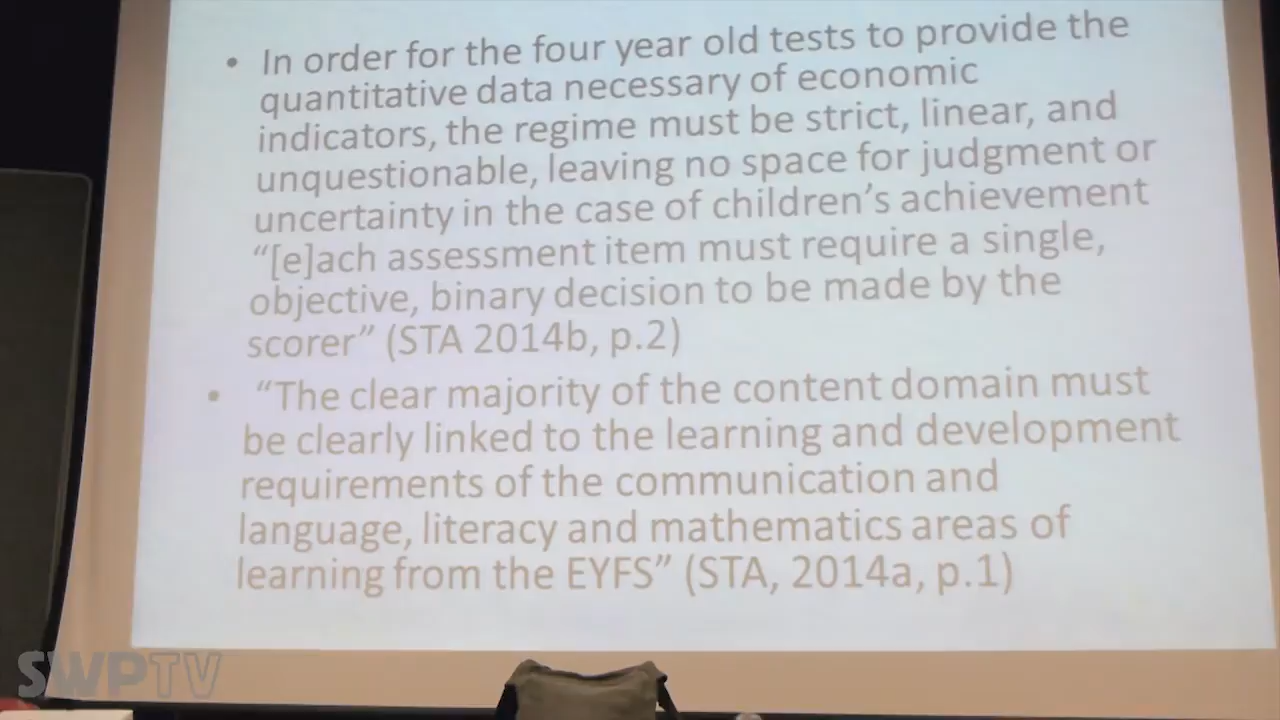 • In order for the four year old tests to provide the
quantitative data necessary of economic
indicators, the regime must be strict, linear, and
unquestionable, leaving no space for judgment or
uncertainty in the case of children's achievement
“[e]ach assessment item must require a single,
objective, binary decision to be made by the
scorer” (STA 2014b, p.2)
• “The clear majority of the content domain must
be clearly linked to the learning and development
requirements of the communication and
language, literacy and mathematics areas of
learning from the EYFS” (STA, 2014a, p.1)
SWPTV